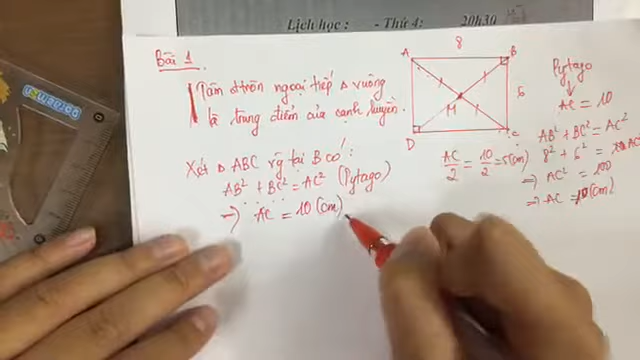 Lịch học : - Thứ 4: 20h30
Bài 1
Tâm đtròn ngoại tiếp Δ vuông
là trung điểm của cạnh huyền.
Xét Δ ABC vg tại B có:
AB² + BC² = AC² (Pytago)
=> AC = 10 (cm)
A 8 B
6
M
D C
AC/2 = 10/2 = 5 (cm)
Pytago
↓
AC = 10
AB² + BC² = AC²
8² + 6² = AC
=> AC² = 100
=> AC = 10 (cm)